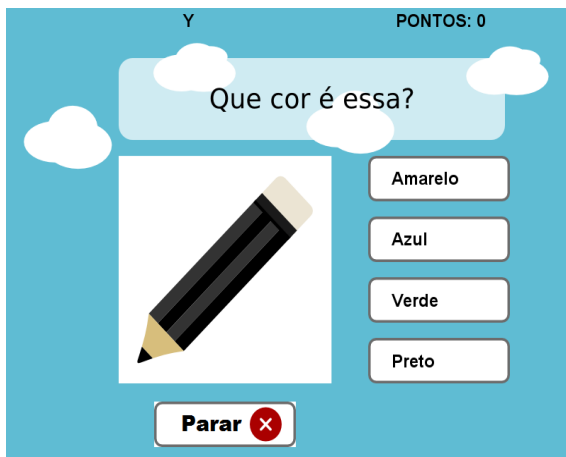 Y PONTOS: 0
Que cor é essa?
Amarelo
Azul
Verde
Preto
Parar